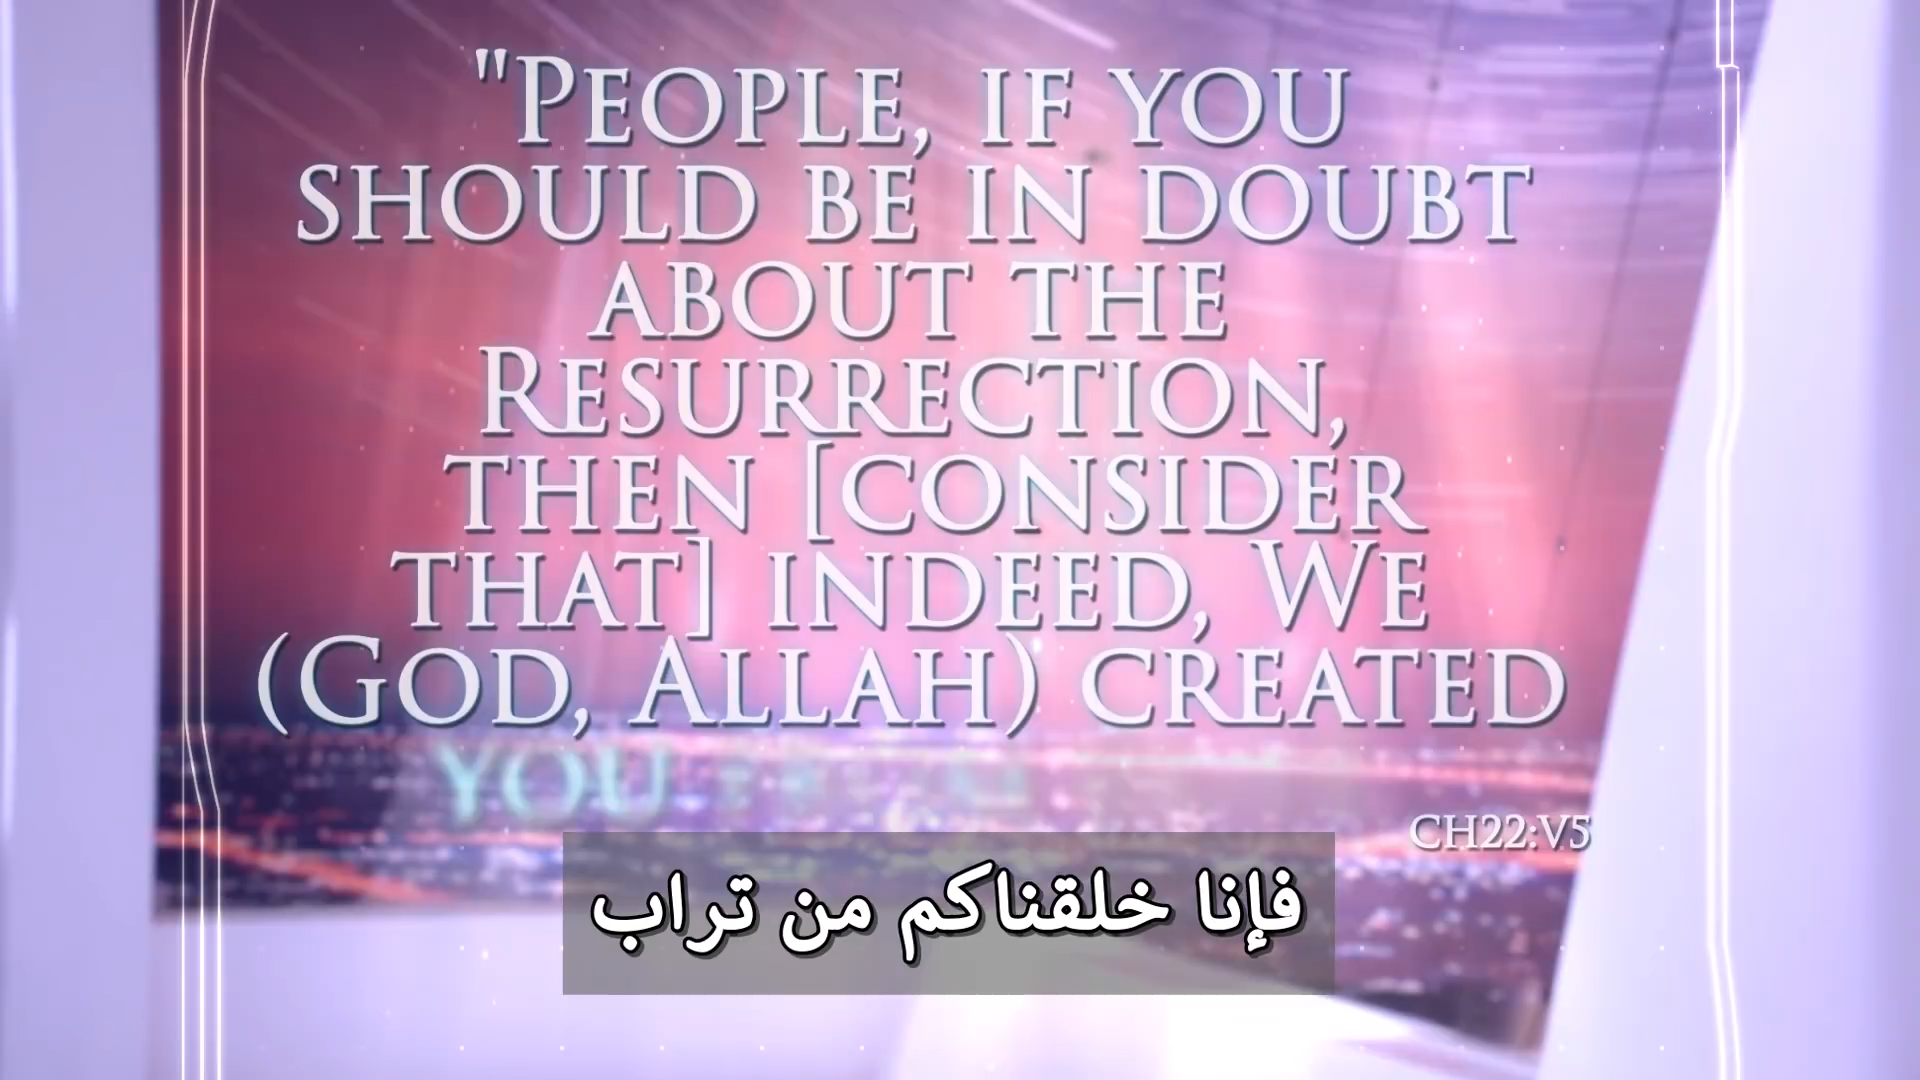 "People, if you
should be in doubt
about the
Resurrection,
then [consider
that] indeed, We
(God, Allah) created
you
CH22:V5
فإنا خلقناكم من تراب